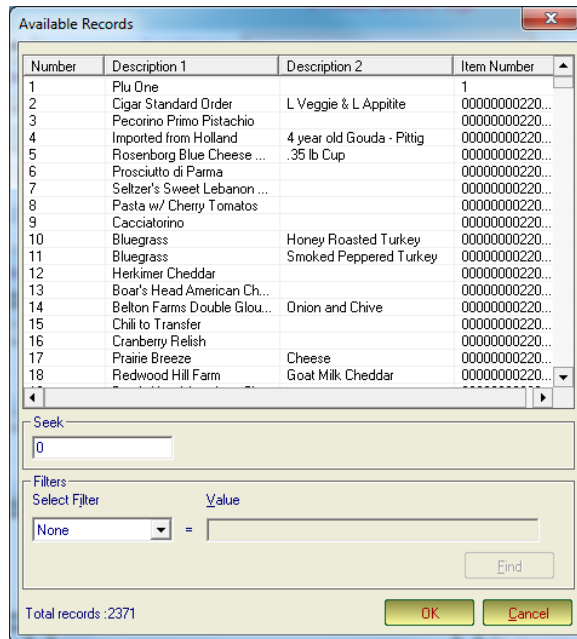 Available Records
Number Description 1 Description 2 Item Number
1 Plu One 1
2 Cigar Standard Order L Veggie & L Appitite 00000000220...
3 Pecorino Primo Pistachio 00000000220...
4 Imported from Holland 4 year old Gouda - Pittig 00000000220...
5 Rosenborg Blue Cheese ... .35 lb Cup 00000000220...
6 Prosciutto di Parma 00000000220...
7 Seltzer's Sweet Lebanon ... 00000000220...
8 Pasta w/ Cherry Tomatos 00000000220...
9 Cacciatorino 00000000220...
10 Bluegrass Honey Roasted Turkey 00000000220...
11 Bluegrass Smoked Peppered Turkey 00000000220...
12 Herkimer Cheddar 00000000220...
13 Boar's Head American Ch... 00000000220...
14 Belton Farms Double Glou... Onion and Chive 00000000220...
15 Chili to Transfer 00000000220...
16 Cranberry Relish 00000000220...
17 Prairie Breeze Cheese 00000000220...
18 Redwood Hill Farm Goat Milk Cheddar 00000000220...
Seek
0
Filters
Select Filter Value
None =
Find
Total records :2371 OK Cancel